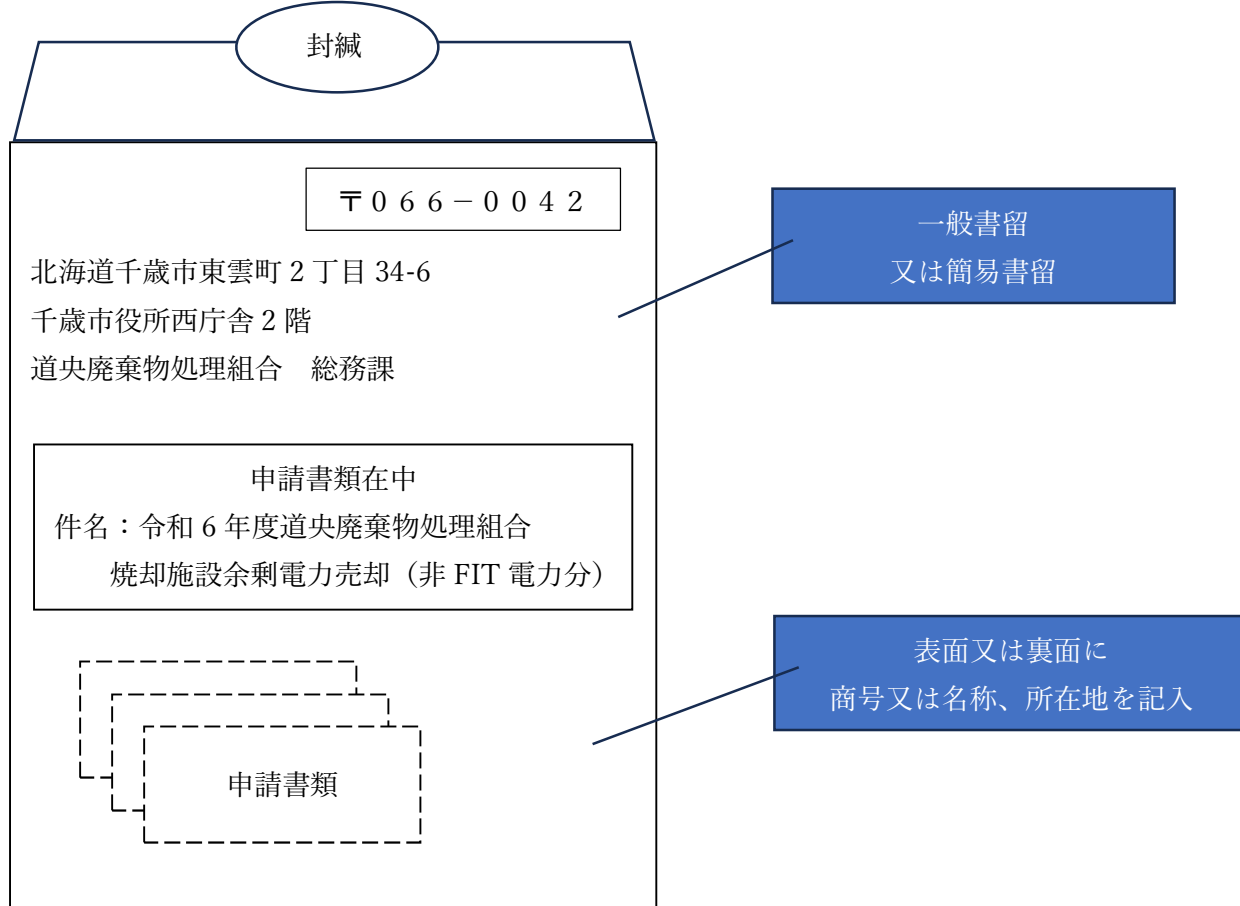 封緘
〒０６６－００４２
北海道千歳市東雲町２丁目 34-6
千歳市役所西庁舎２階
道央廃棄物処理組合　総務課
一般書留
又は簡易書留
申請書類在中
件名：令和６年度道央廃棄物処理組合
焼却施設余剰電力売却（非 FIT 電力分）
表面又は裏面に
商号又は名称、所在地を記入
申請書類